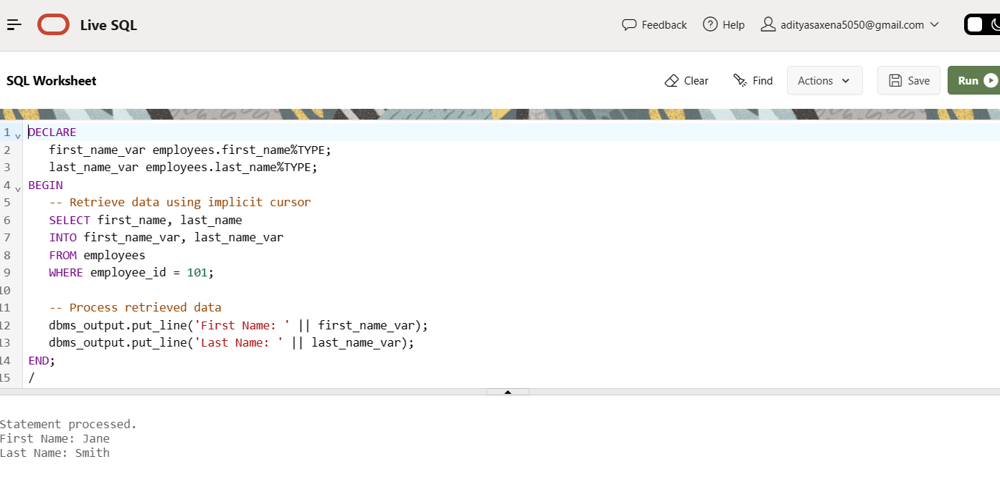 Live SQL
Feedback Help adityasaxena5050@gmail.com
SQL Worksheet
Clear Find Actions Save Run
1 DECLARE
2 first_name_var employees.first_name%TYPE;
3 last_name_var employees.last_name%TYPE;
4 BEGIN
5 -- Retrieve data using implicit cursor
6 SELECT first_name, last_name
7 INTO first_name_var, last_name_var
8 FROM employees
9 WHERE employee_id = 101;
10
11 -- Process retrieved data
12 dbms_output.put_line('First Name: ' || first_name_var);
13 dbms_output.put_line('Last Name: ' || last_name_var);
14 END;
15 /
Statement processed.
First Name: Jane
Last Name: Smith